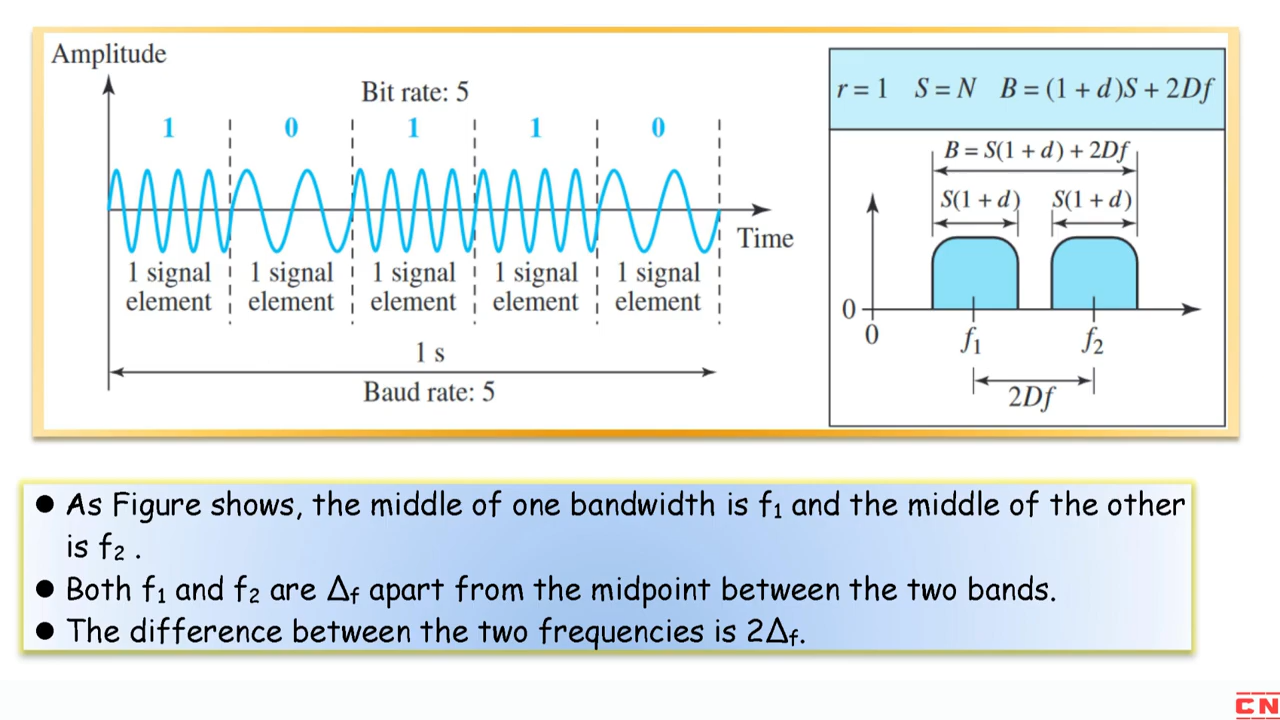 Amplitude
Bit rate: 5
1 0 1 1 0
Time
1 signal element
1 signal element
1 signal element
1 signal element
1 signal element
1 s
Baud rate: 5
r = 1 S = N B = (1 + d)S + 2Df
B = S(1 + d) + 2Df
S(1 + d) S(1 + d)
0
0 f₁ f₂
2Df
● As Figure shows, the middle of one bandwidth is f₁ and the middle of the other
is f₂ .
● Both f₁ and f₂ are Δf apart from the midpoint between the two bands.
● The difference between the two frequencies is 2Δf.
CN